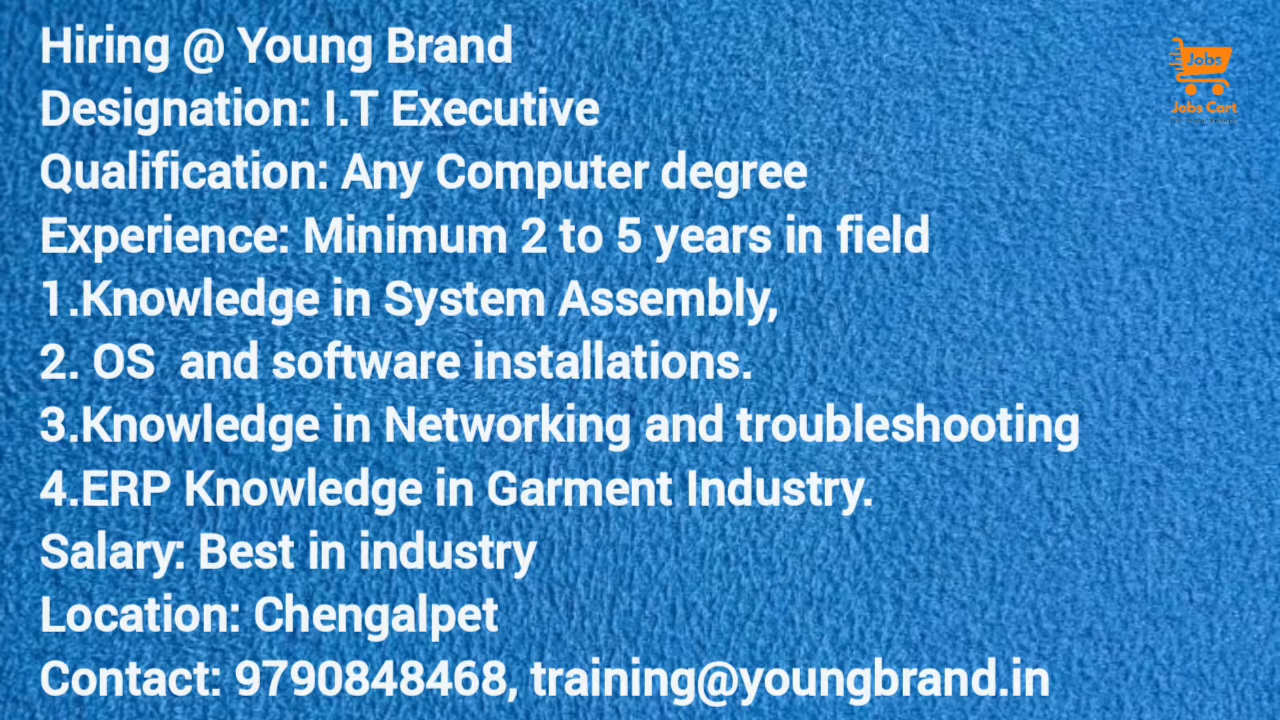 Hiring @ Young Brand
Designation: I.T Executive
Qualification: Any Computer degree
Experience: Minimum 2 to 5 years in field
1.Knowledge in System Assembly,
2. OS  and software installations.
3.Knowledge in Networking and troubleshooting
4.ERP Knowledge in Garment Industry.
Salary: Best in industry
Location: Chengalpet
Contact: 9790848468, training@youngbrand.in
Jobs
Jobs Cart